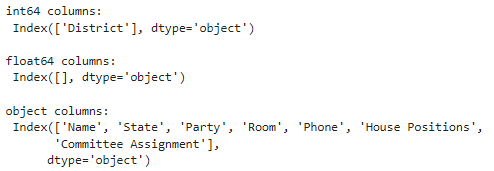 int64 columns:
 Index(['District'], dtype='object')

float64 columns:
 Index([], dtype='object')

object columns:
 Index(['Name', 'State', 'Party', 'Room', 'Phone', 'House Positions',
       'Committee Assignment'],
      dtype='object')